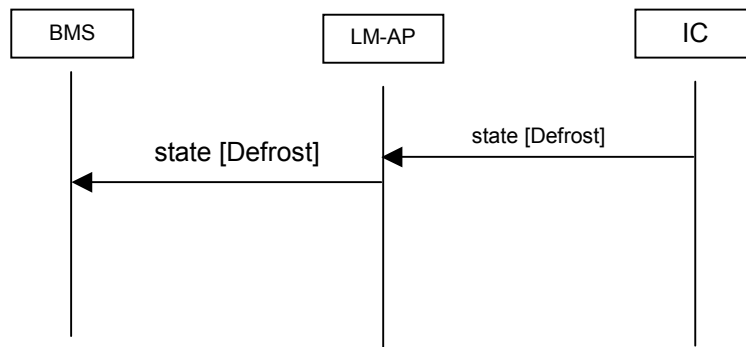 BMS
LM-AP
IC
state [Defrost]
state [Defrost]